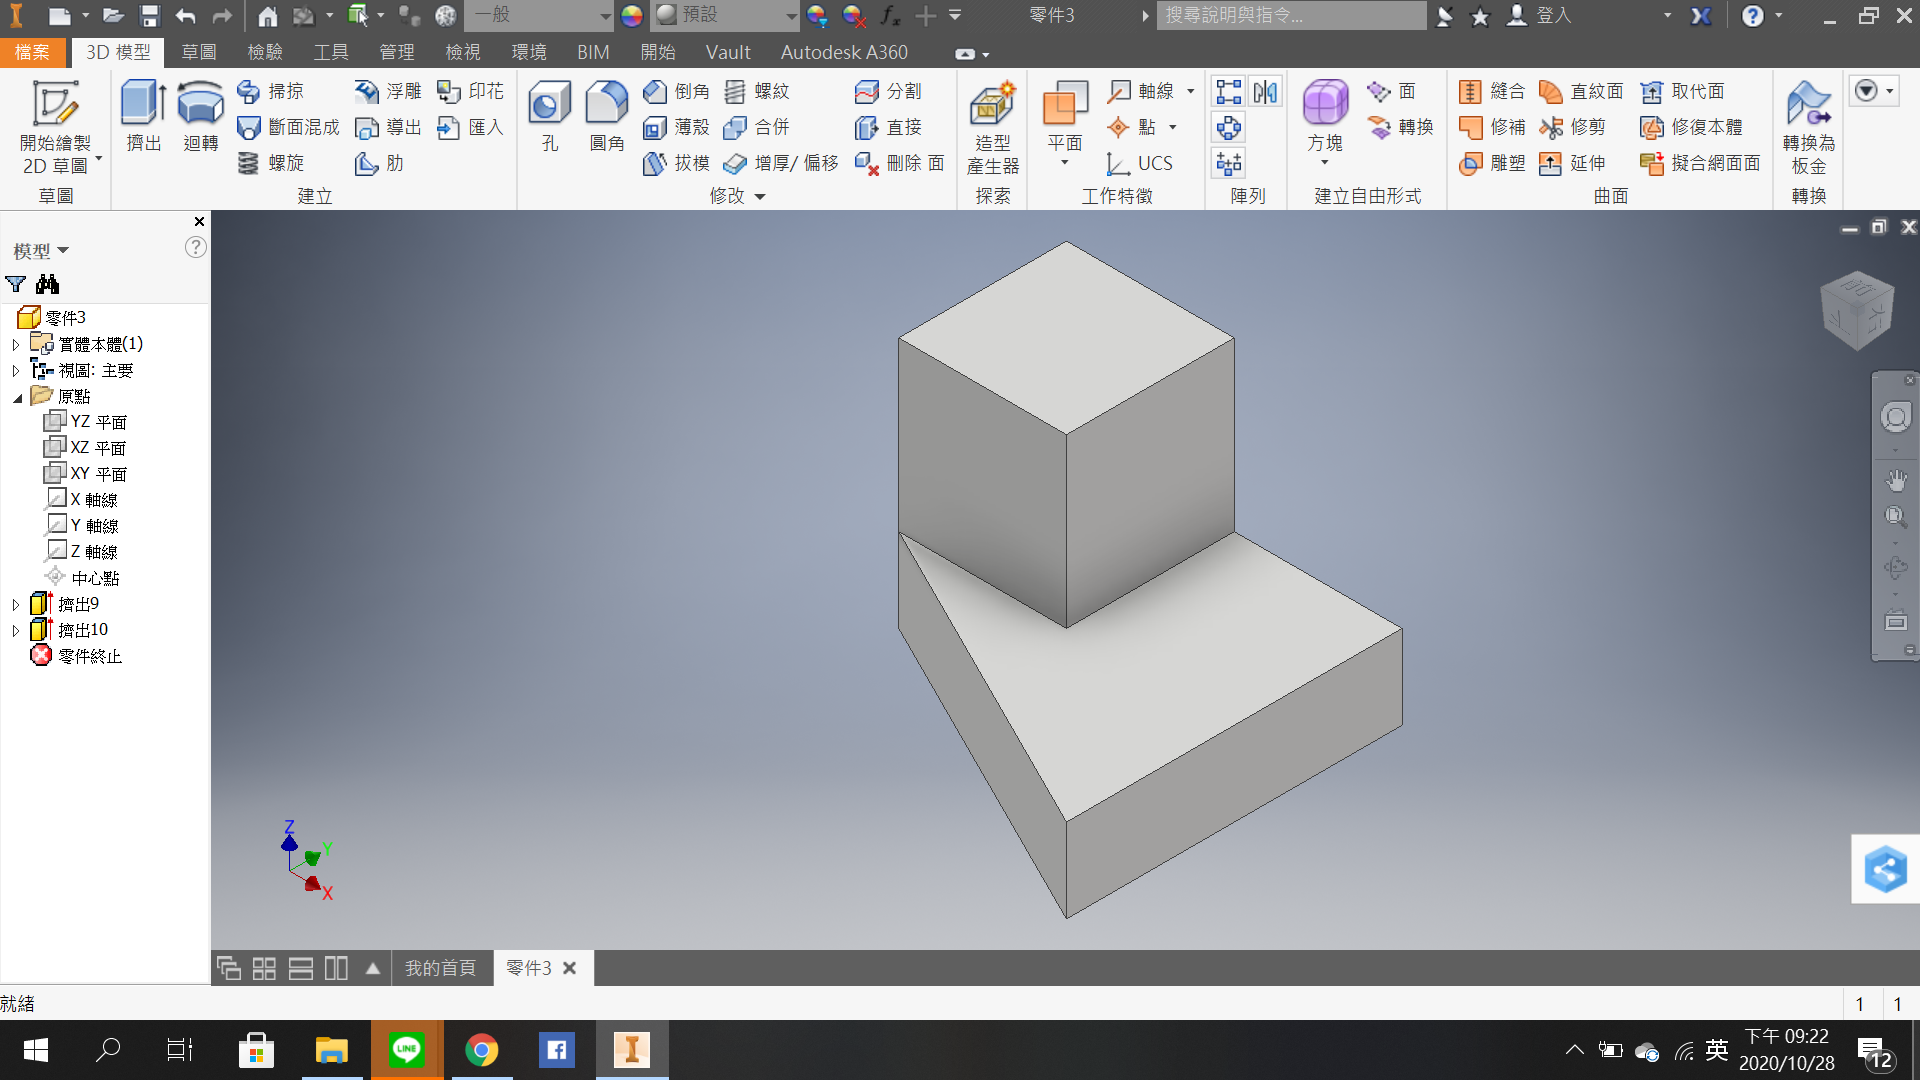 一般
預設
零件3
搜尋說明與指令...
登入
檔案
3D 模型
草圖
檢驗
工具
管理
檢視
環境
BIM
開始
Vault
Autodesk A360
開始繪製
2D 草圖
草圖
擠出
迴轉
掃掠
斷面混成
螺旋
浮雕
導出
肋
印花
匯入
建立
孔
圓角
倒角
薄殼
拔模
螺紋
合併
增厚/ 偏移
分割
直接
刪除 面
修改
造型
產生器
探索
平面
軸線
點
UCS
工作特徵
陣列
方塊
面
轉換
建立自由形式
縫合
修補
雕塑
直紋面
修剪
延伸
取代面
修復本體
擬合網面面
曲面
轉換為
板金
轉換
模型
零件3
實體本體(1)
視圖: 主要
原點
YZ 平面
XZ 平面
XY 平面
X 軸線
Y 軸線
Z 軸線
中心點
擠出9
擠出10
零件終止
Z
Y
X
我的首頁
零件3
就緒
1
1
LINE
英
下午 09:22
2020/10/28
12